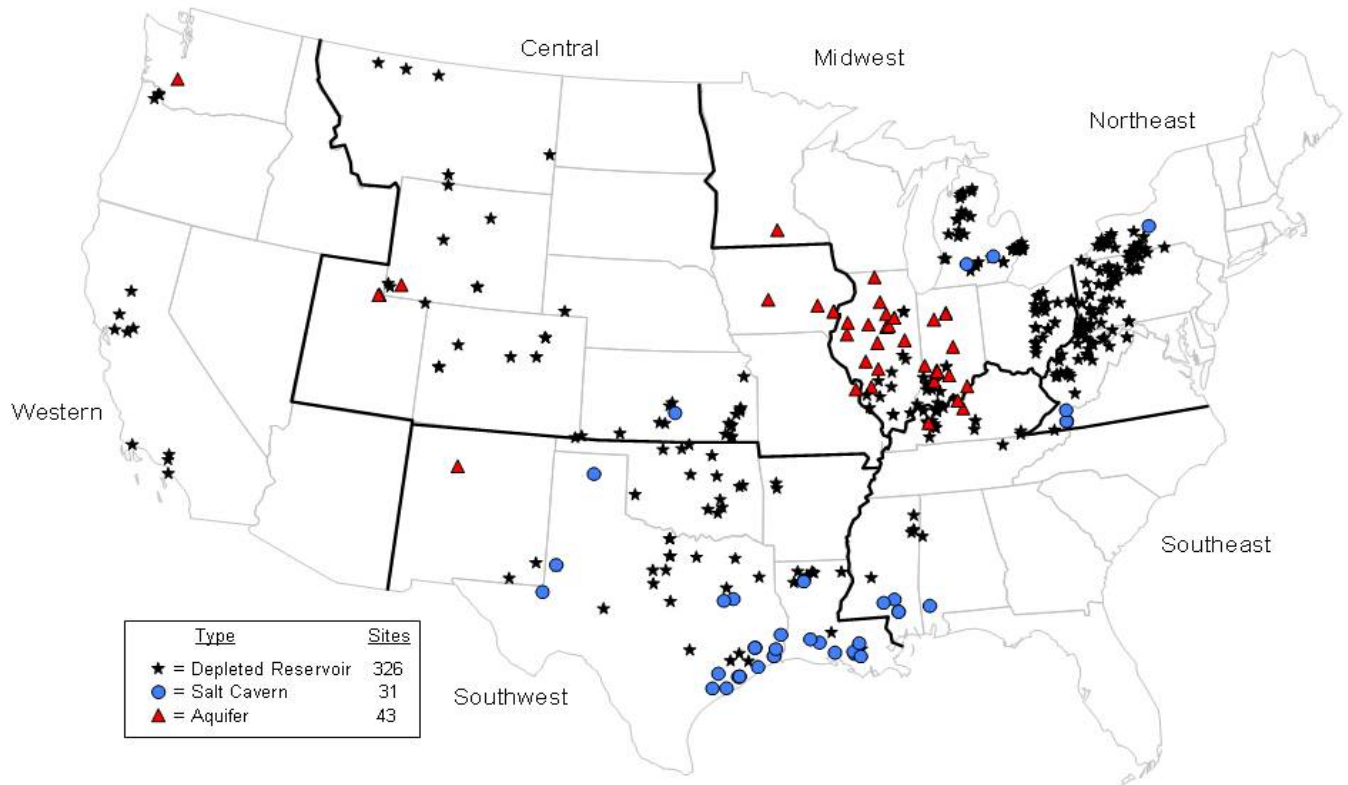 Central
Midwest
Northeast
Western
Southeast
Southwest
Type Sites
= Depleted Reservoir 326
= Salt Cavern 31
= Aquifer 43